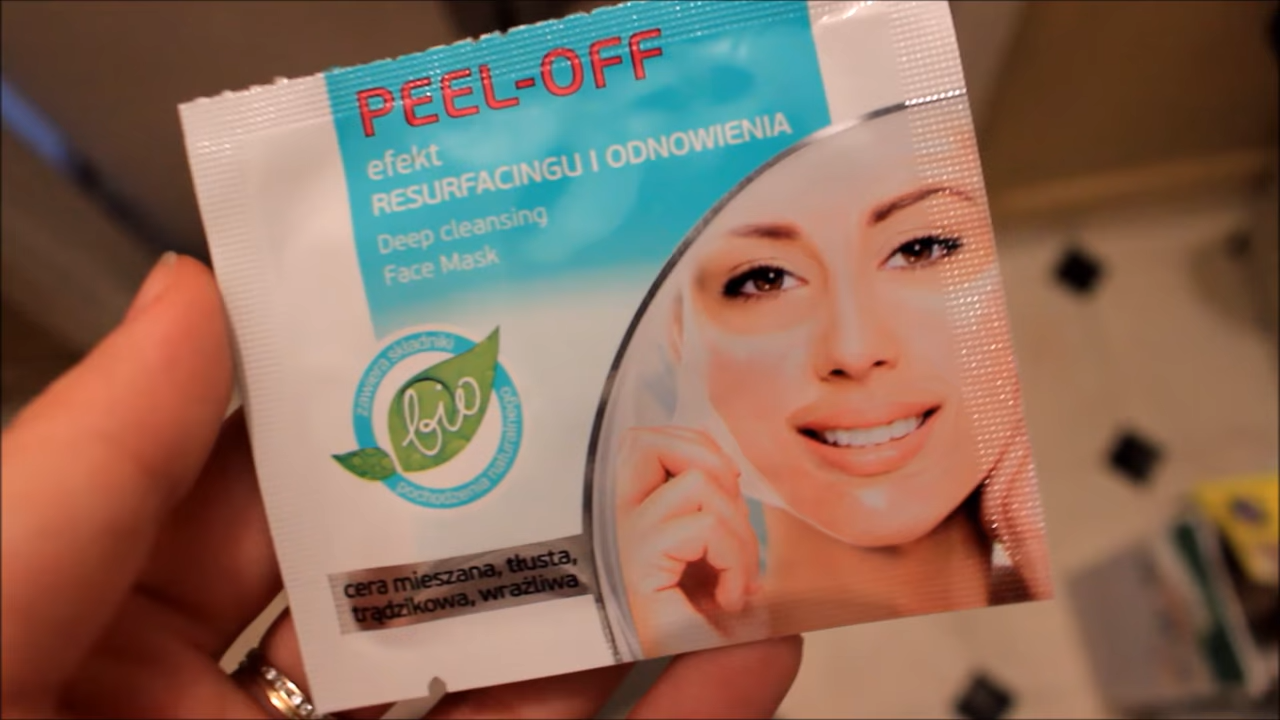 PEEL-OFF
efekt
RESURFACINGU I ODNOWIENIA
Deep cleansing
Face Mask
zawiera składniki
bio
pochodzenia naturalnego
cera mieszana, tłusta,
trądzikowa, wrażliwa